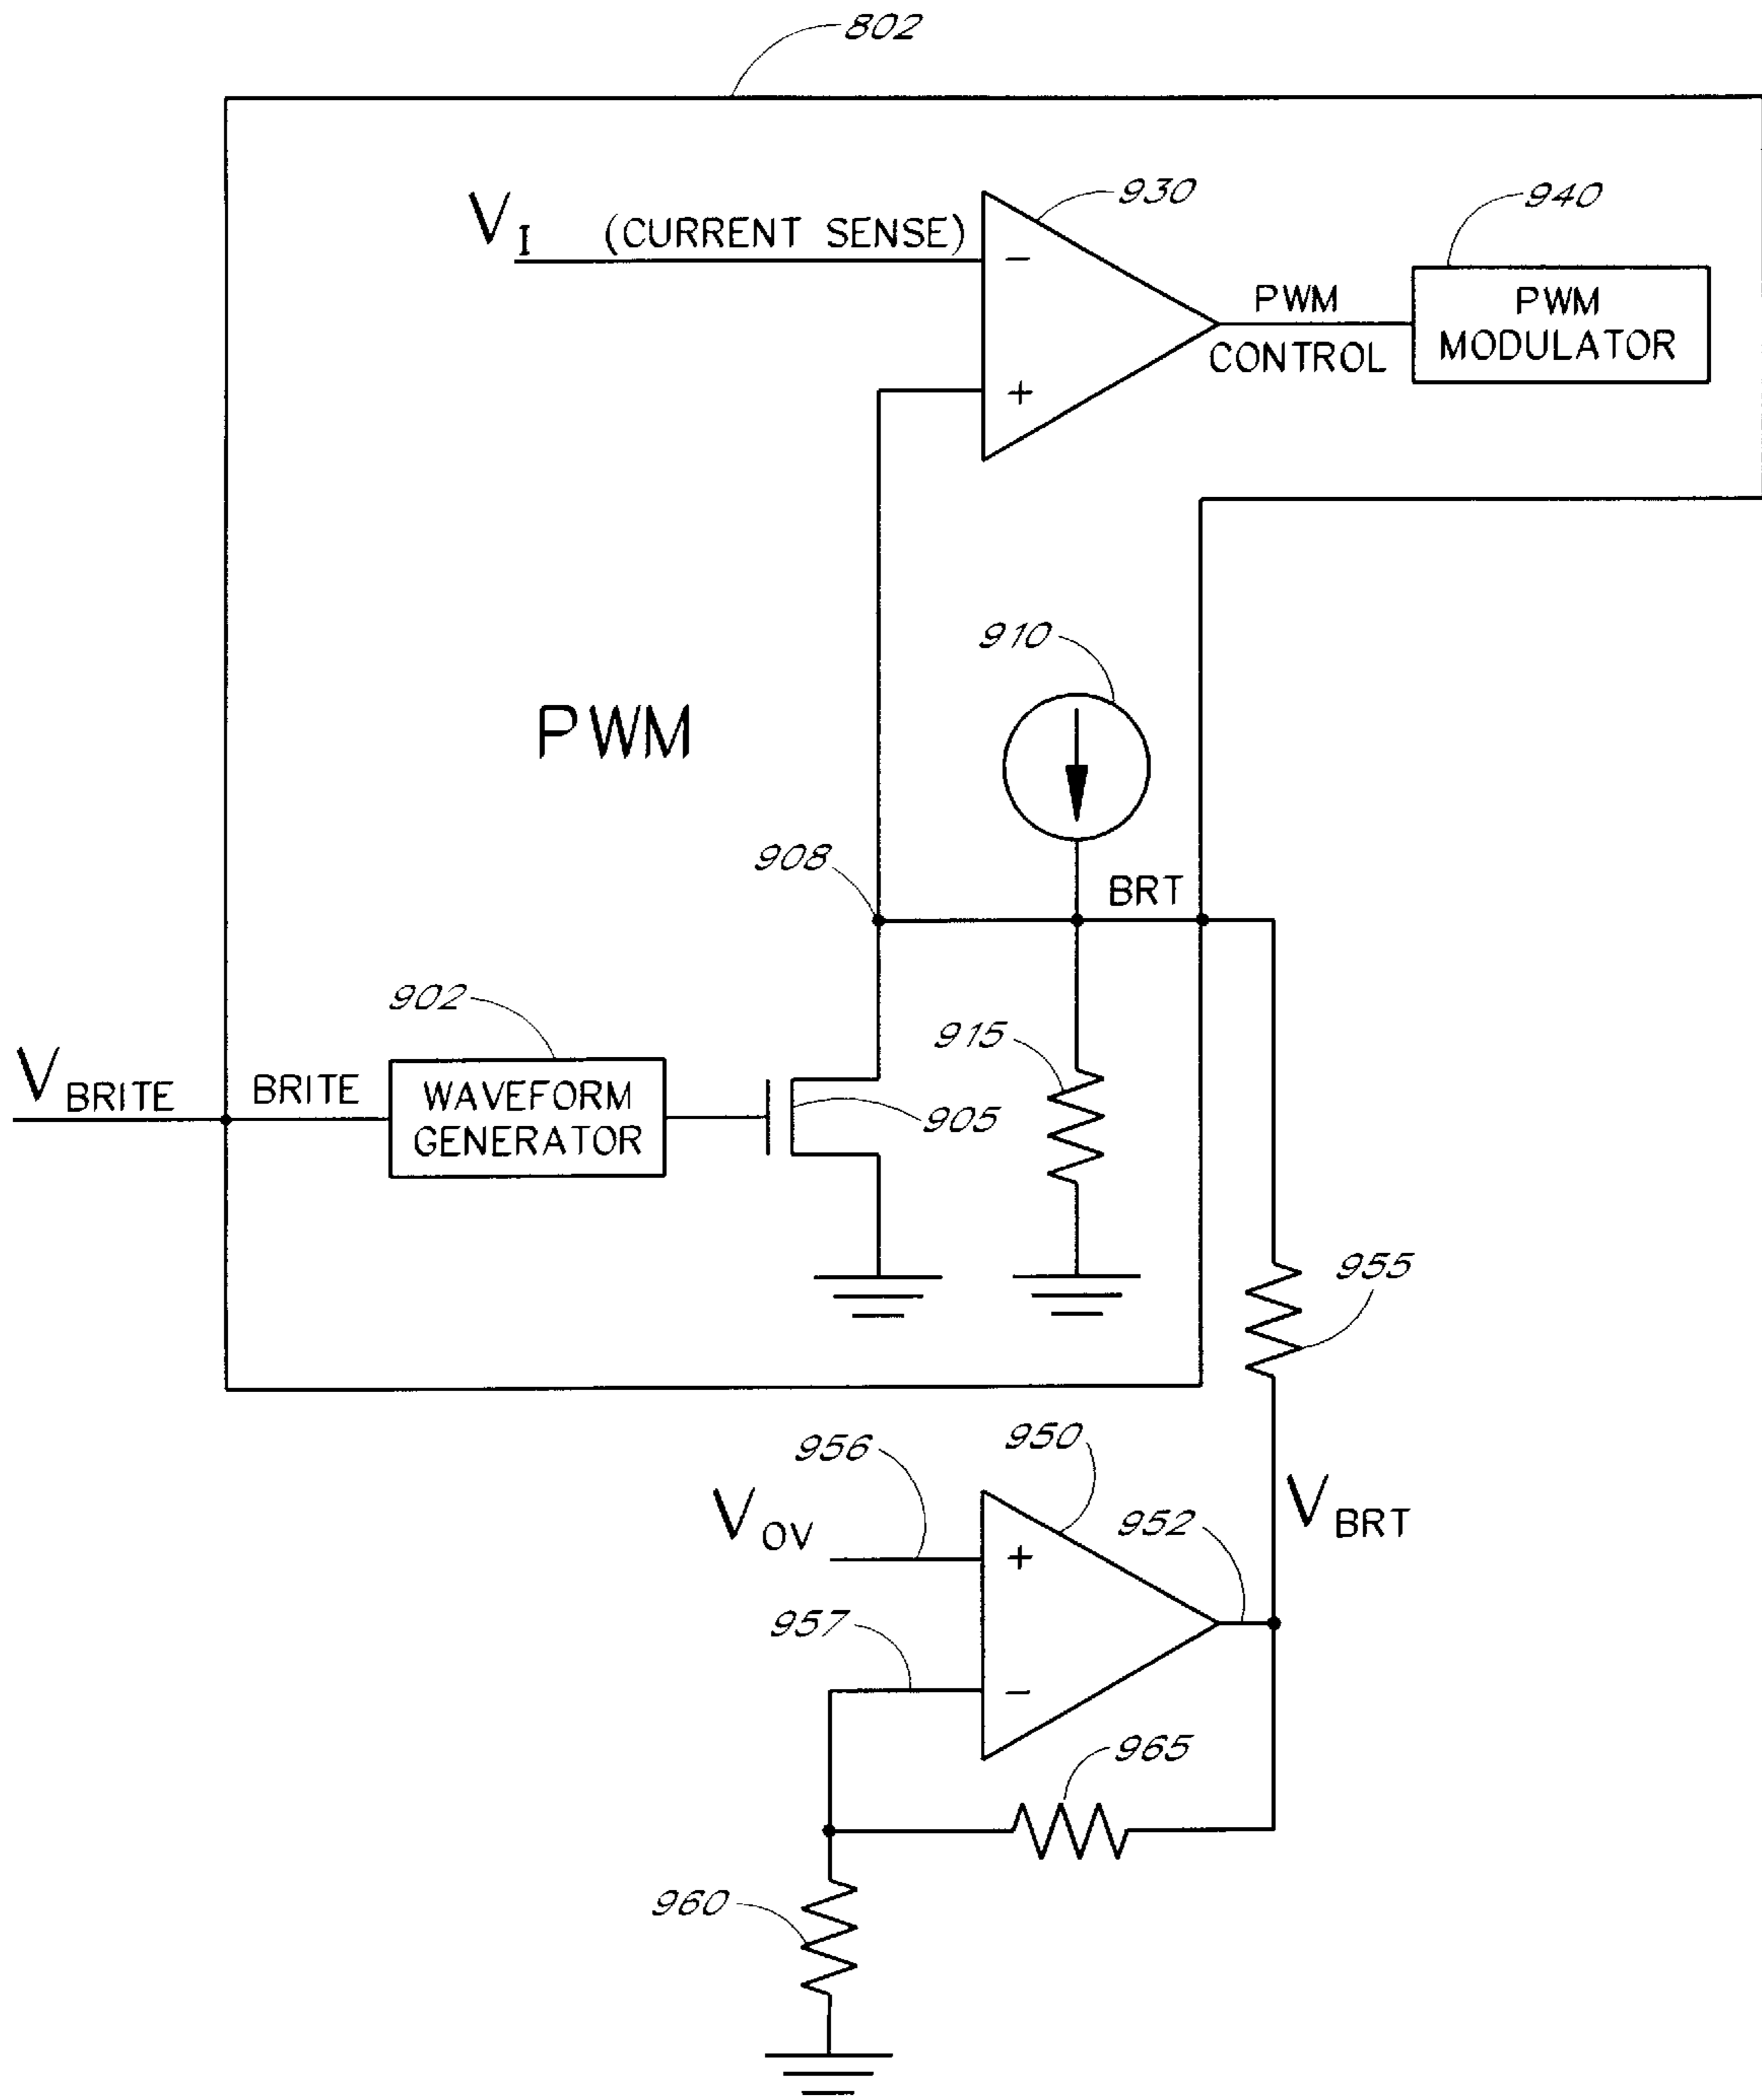 802
V_I (CURRENT SENSE)
−
+
930
PWM
CONTROL
940
PWM
MODULATOR
910
PWM
908
BRT
902
915
V_BRITE
BRITE
WAVEFORM
GENERATOR
905
955
956
950
V_OV
+
952
V_BRT
957
−
965
960